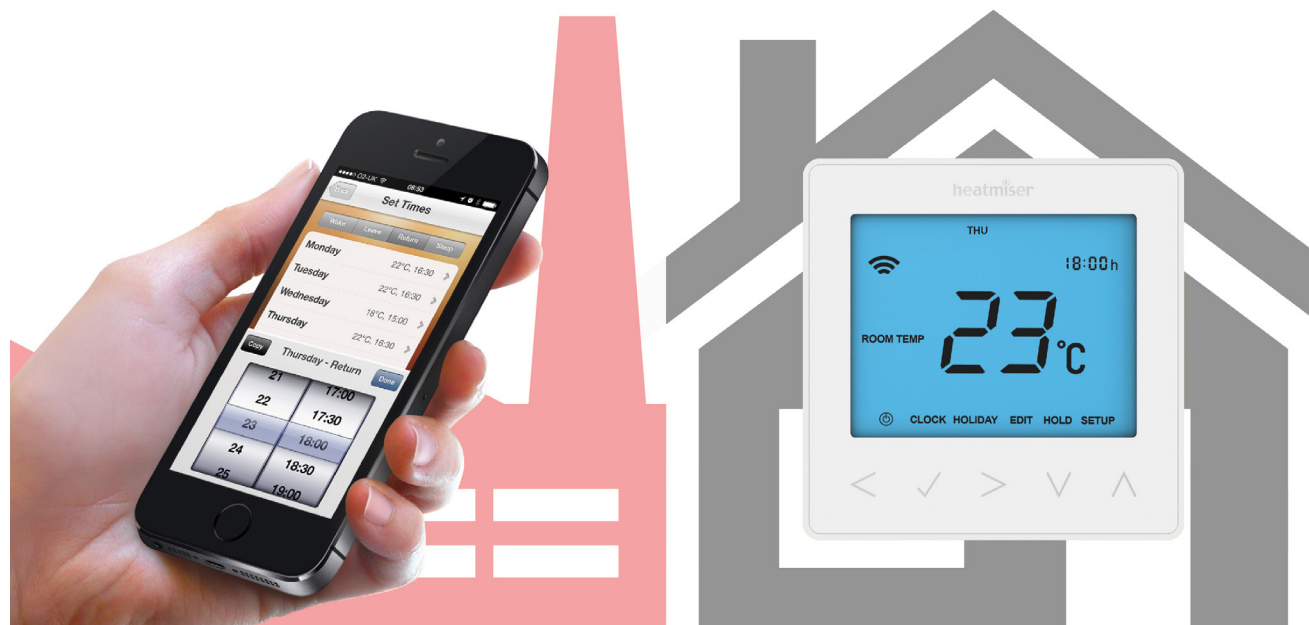 O2-UK 08:53
Back Set Times
Wake Leave Return Sleep
Monday 22°C, 16:30
Tuesday 22°C, 16:30
Wednesday 18°C, 15:00
Thursday 22°C, 16:30
Copy Thursday - Return Done
21 17:00
22 17:30
23 18:00
24 18:30
25 19:00
heatmiser
THU
18:00h
ROOM TEMP 23°C
CLOCK HOLIDAY EDIT HOLD SETUP